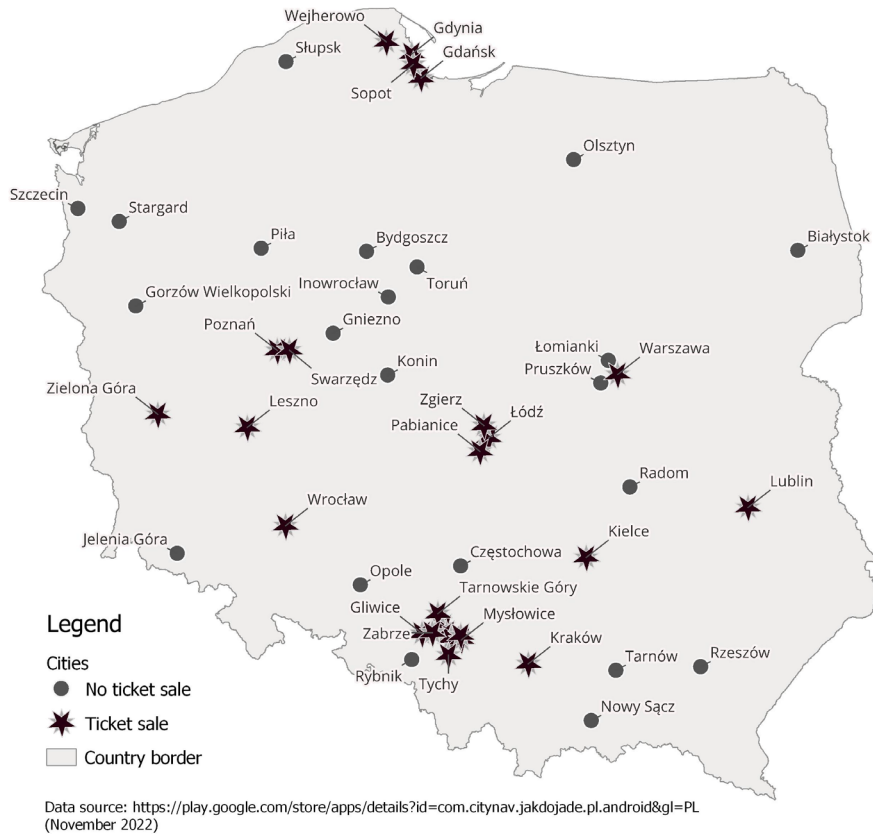 Wejherowo
Gdynia
Słupsk
Gdańsk
Sopot
Olsztyn
Szczecin
Stargard
Piła
Bydgoszcz
Białystok
Inowrocław
Toruń
Gorzów Wielkopolski
Gniezno
Poznań
Łomianki
Warszawa
Konin
Pruszków
Swarzędz
Zielona Góra
Leszno
Zgierz
Łódź
Pabianice
Radom
Lublin
Wrocław
Kielce
Jelenia Góra
Częstochowa
Opole
Tarnowskie Góry
Gliwice
Mysłowice
Zabrze
Kraków
Tarnów
Rzeszów
Rybnik
Tychy
Nowy Sącz
Legend
Cities
No ticket sale
Ticket sale
Country border
Data source: https://play.google.com/store/apps/details?id=com.citynav.jakdojade.pl.android&gl=PL
(November 2022)